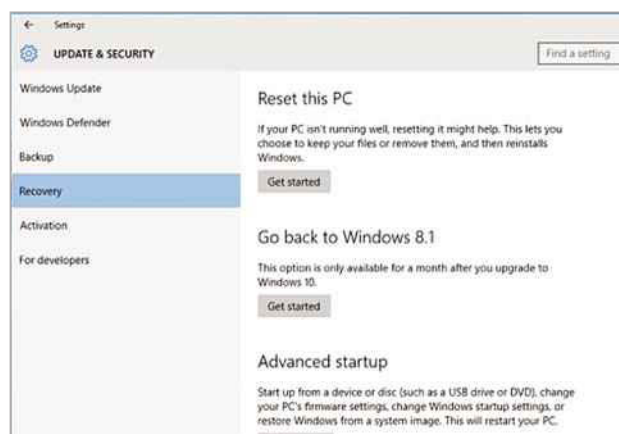 Settings
UPDATE & SECURITY
Find a setting
Windows Update
Windows Defender
Backup
Recovery
Activation
For developers
Reset this PC
If your PC isn't running well, resetting it might help. This lets you
choose to keep your files or remove them, and then reinstalls
Windows.
Get started
Go back to Windows 8.1
This option is only available for a month after you upgrade to
Windows 10.
Get started
Advanced startup
Start up from a device or disc (such as a USB drive or DVD), change
your PC's firmware settings, change Windows startup settings, or
restore Windows from a system image. This will restart your PC.